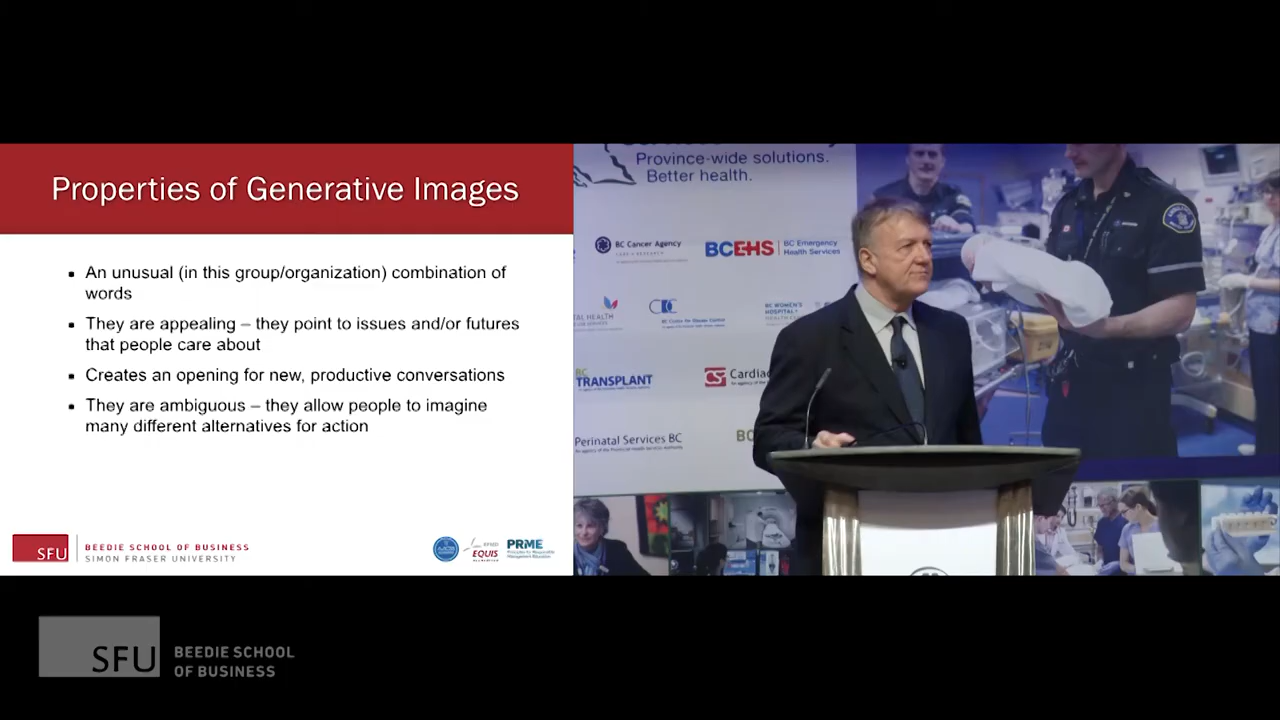 Properties of Generative Images
▪ An unusual (in this group/organization) combination of
words
▪ They are appealing – they point to issues and/or futures
that people care about
▪ Creates an opening for new, productive conversations
▪ They are ambiguous – they allow people to imagine
many different alternatives for action
SFU
BEEDIE SCHOOL OF BUSINESS
SIMON FRASER UNIVERSITY
EQUIS
PRME
Province-wide solutions.
Better health.
BC Cancer Agency
BCEHS
BC Emergency
Health Services
BC WOMEN'S
TRANSPLANT
Cardiac
Perinatal Services BC
SFU
BEEDIE SCHOOL
OF BUSINESS